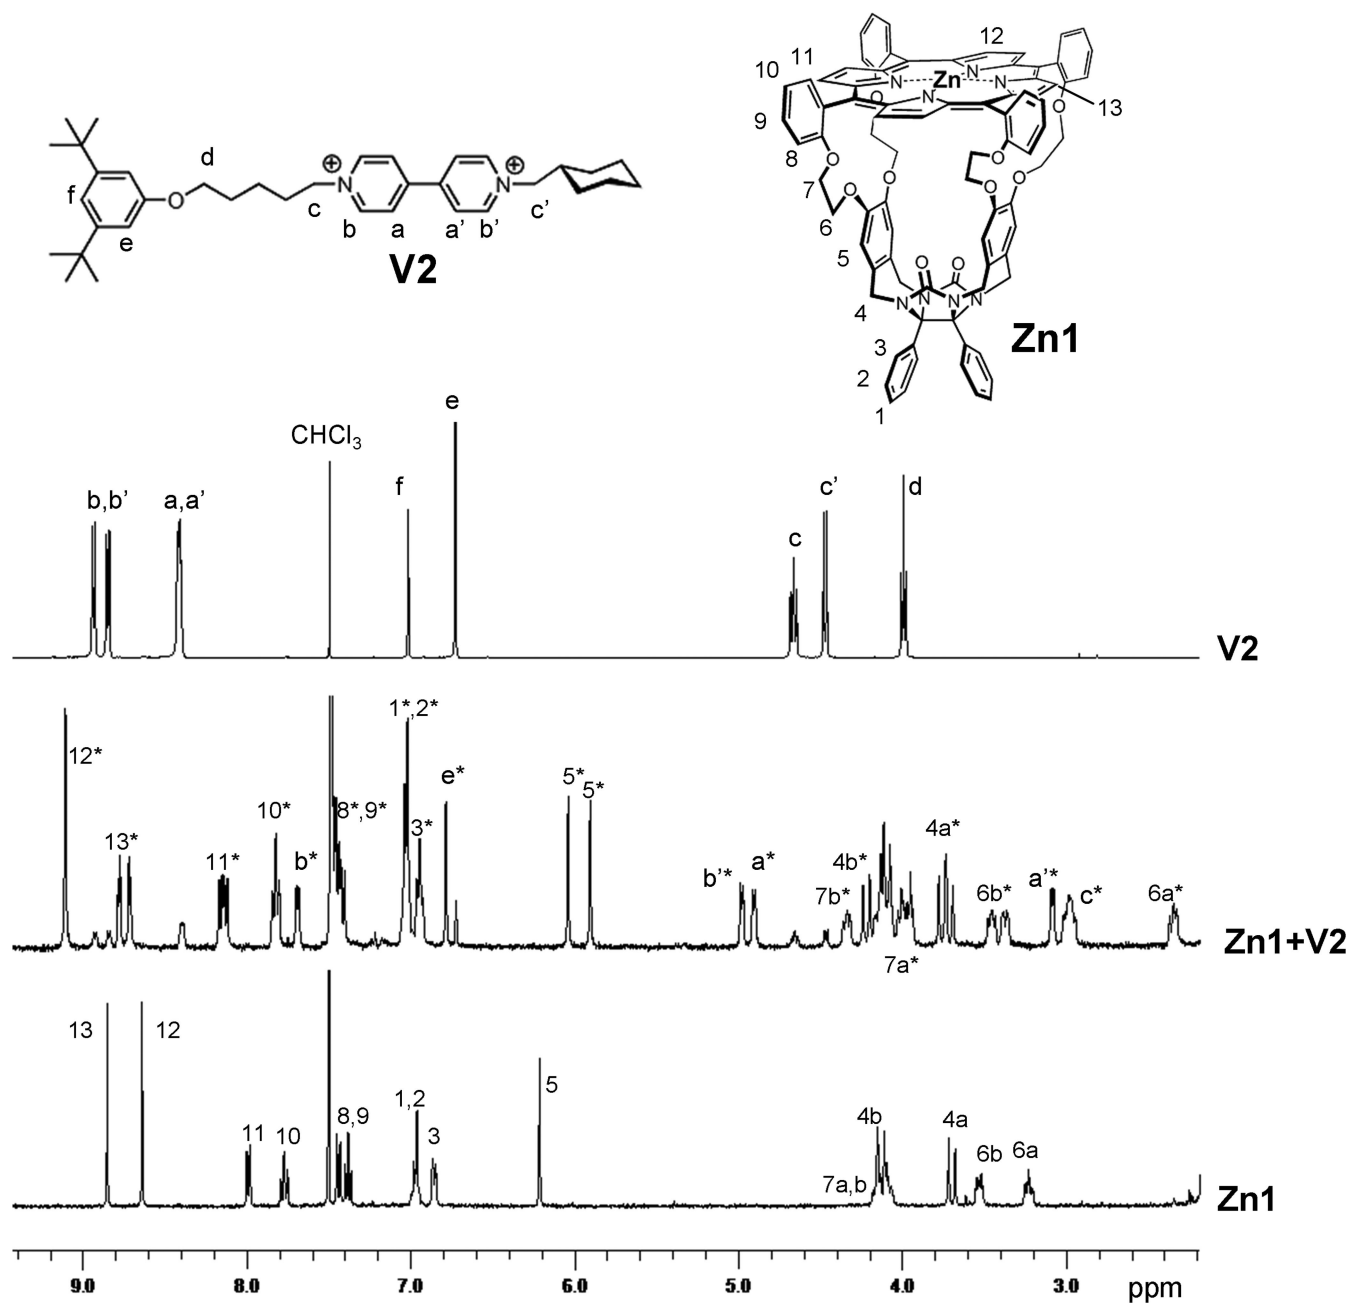 12
11
10
Zn
N
N
N
N
13
O
O
9
8
O
O
7
O
O
O
O
6
5
O
O
N
N
N
N
4
Zn1
3
2
1
d
f
O
e
⊕
⊕
N
N
c
b
a
a’
b’
c’
V2
e
CHCl3
b,b’
a,a’
f
c
c’
d
V2
12*
13*
11*
10*
b*
8*,9*
1*,2*
3*
e*
5*
5*
b’*
a*
7b*
4b*
7a*
4a*
6b*
a’*
c*
6a*
Zn1+V2
13
12
11
10
8,9
1,2
3
5
7a,b
4b
4a
6b
6a
Zn1
9.0
8.0
7.0
6.0
5.0
4.0
3.0
ppm